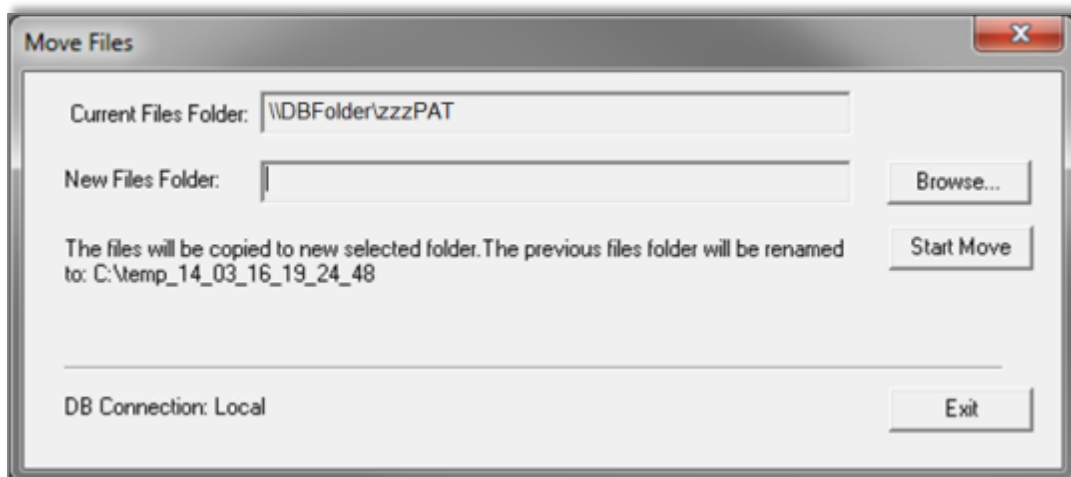 Move Files
Current Files Folder: \\DBFolder\zzzPAT
New Files Folder:
Browse...
The files will be copied to new selected folder.The previous files folder will be renamed
to: C:\temp_14_03_16_19_24_48
Start Move
DB Connection: Local
Exit